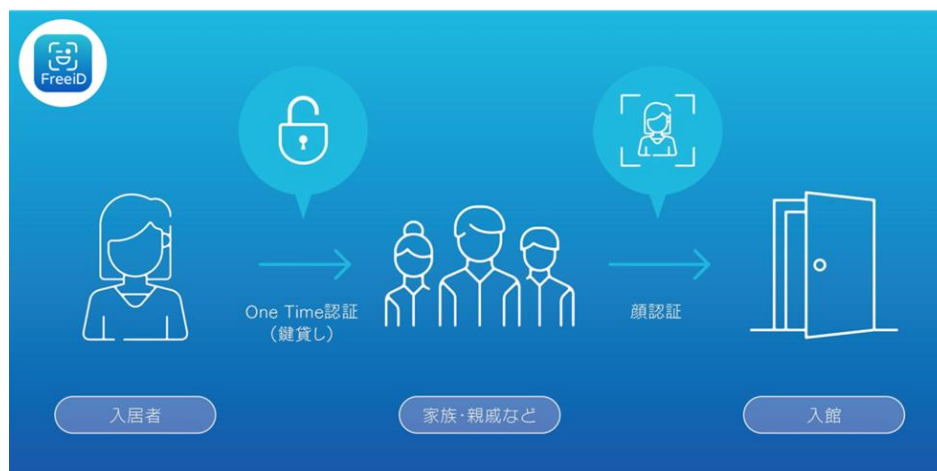 FreeiD
One Time認証
（鍵貸し）
顔認証
入居者
家族・親戚など
入館